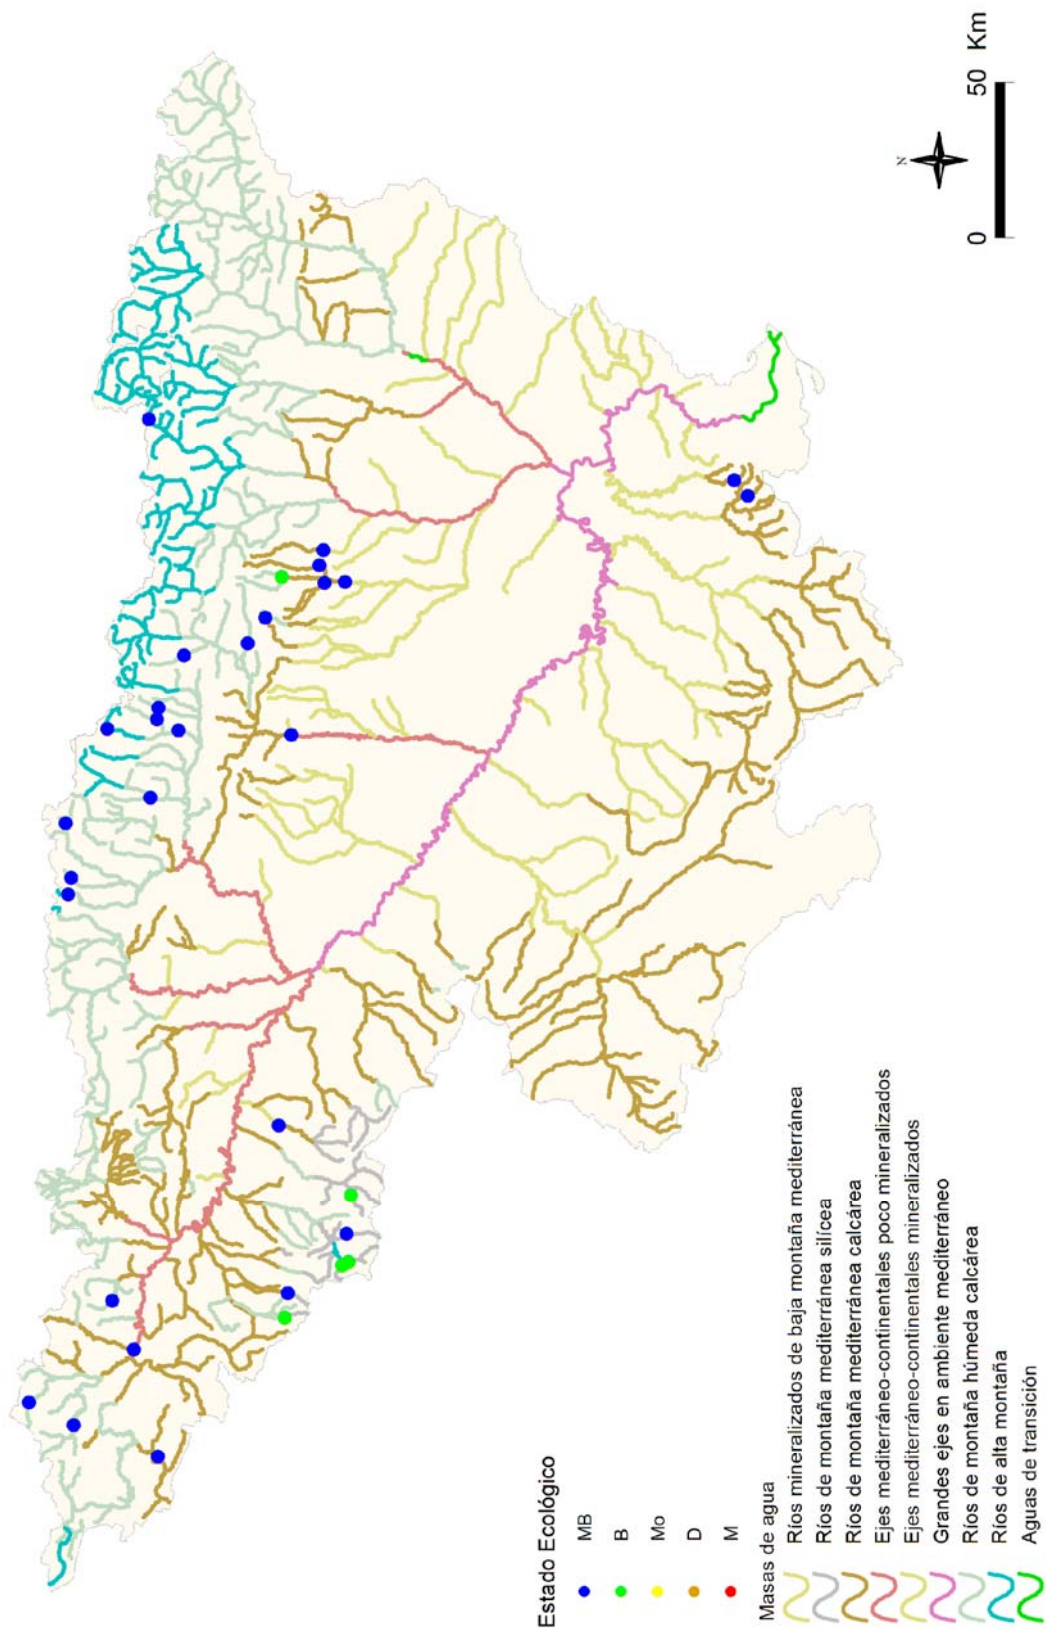 N
0
50 Km
Estado Ecológico
MB
B
Mo
D
M
Masas de agua
Ríos mineralizados de baja montaña mediterránea
Ríos de montaña mediterránea silícea
Ríos de montaña mediterránea calcárea
Ejes mediterráneo-continentales poco mineralizados
Ejes mediterráneo-continentales mineralizados
Grandes ejes en ambiente mediterráneo
Ríos de montaña húmeda calcárea
Ríos de alta montaña
Aguas de transición